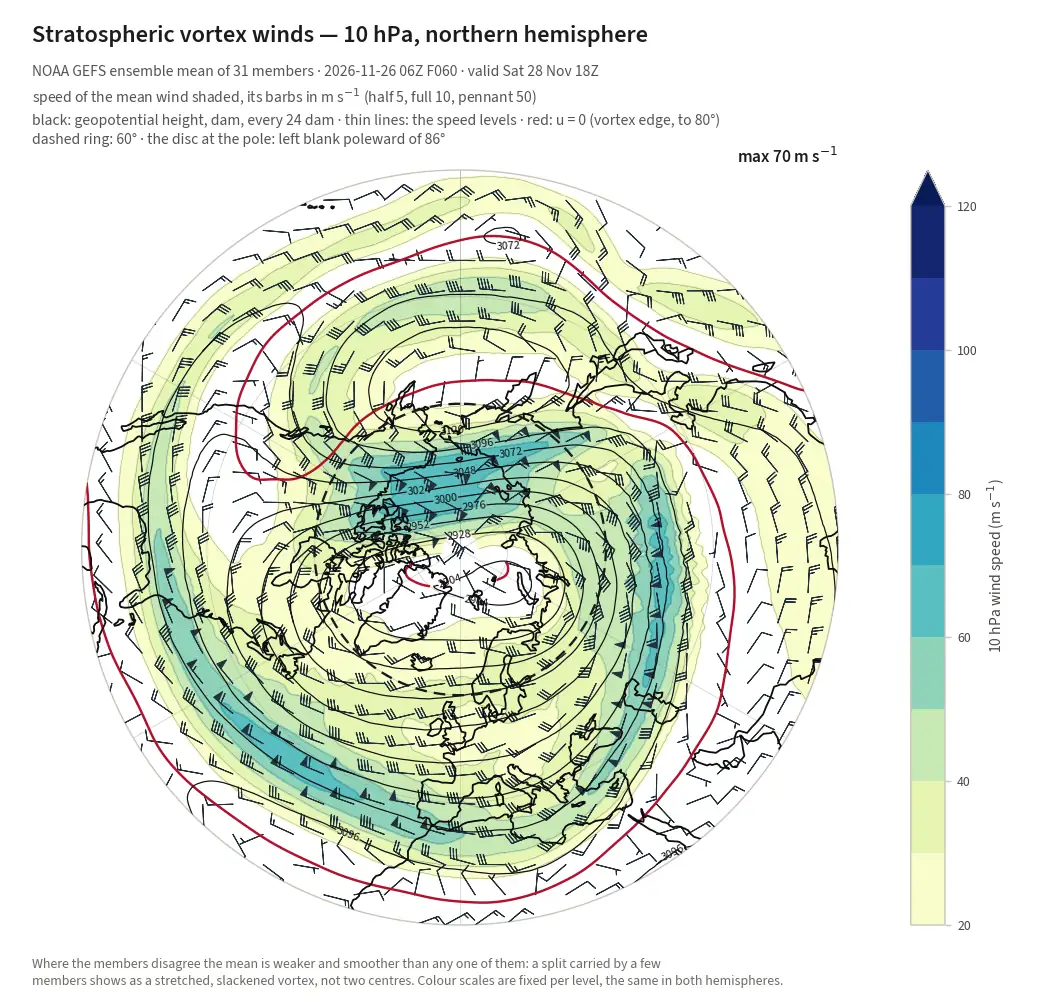 Stratospheric vortex winds — 10 hPa, northern hemisphere
NOAA GEFS ensemble mean of 31 members · 2026-11-26 06Z F060 · valid Sat 28 Nov 18Z
speed of the mean wind shaded, its barbs in m s−1 (half 5, full 10, pennant 50)
black: geopotential height, dam, every 24 dam · thin lines: the speed levels · red: u = 0 (vortex edge, to 80°)
dashed ring: 60° · the disc at the pole: left blank poleward of 86°
max 70 m s−1
120
100
80
60
40
20
10 hPa wind speed (m s−1)
3072
3096
3072
3048
3024
3000
2976
2952
2928
3096
3096
Where the members disagree the mean is weaker and smoother than any one of them: a split carried by a few
members shows as a stretched, slackened vortex, not two centres. Colour scales are fixed per level, the same in both hemispheres.